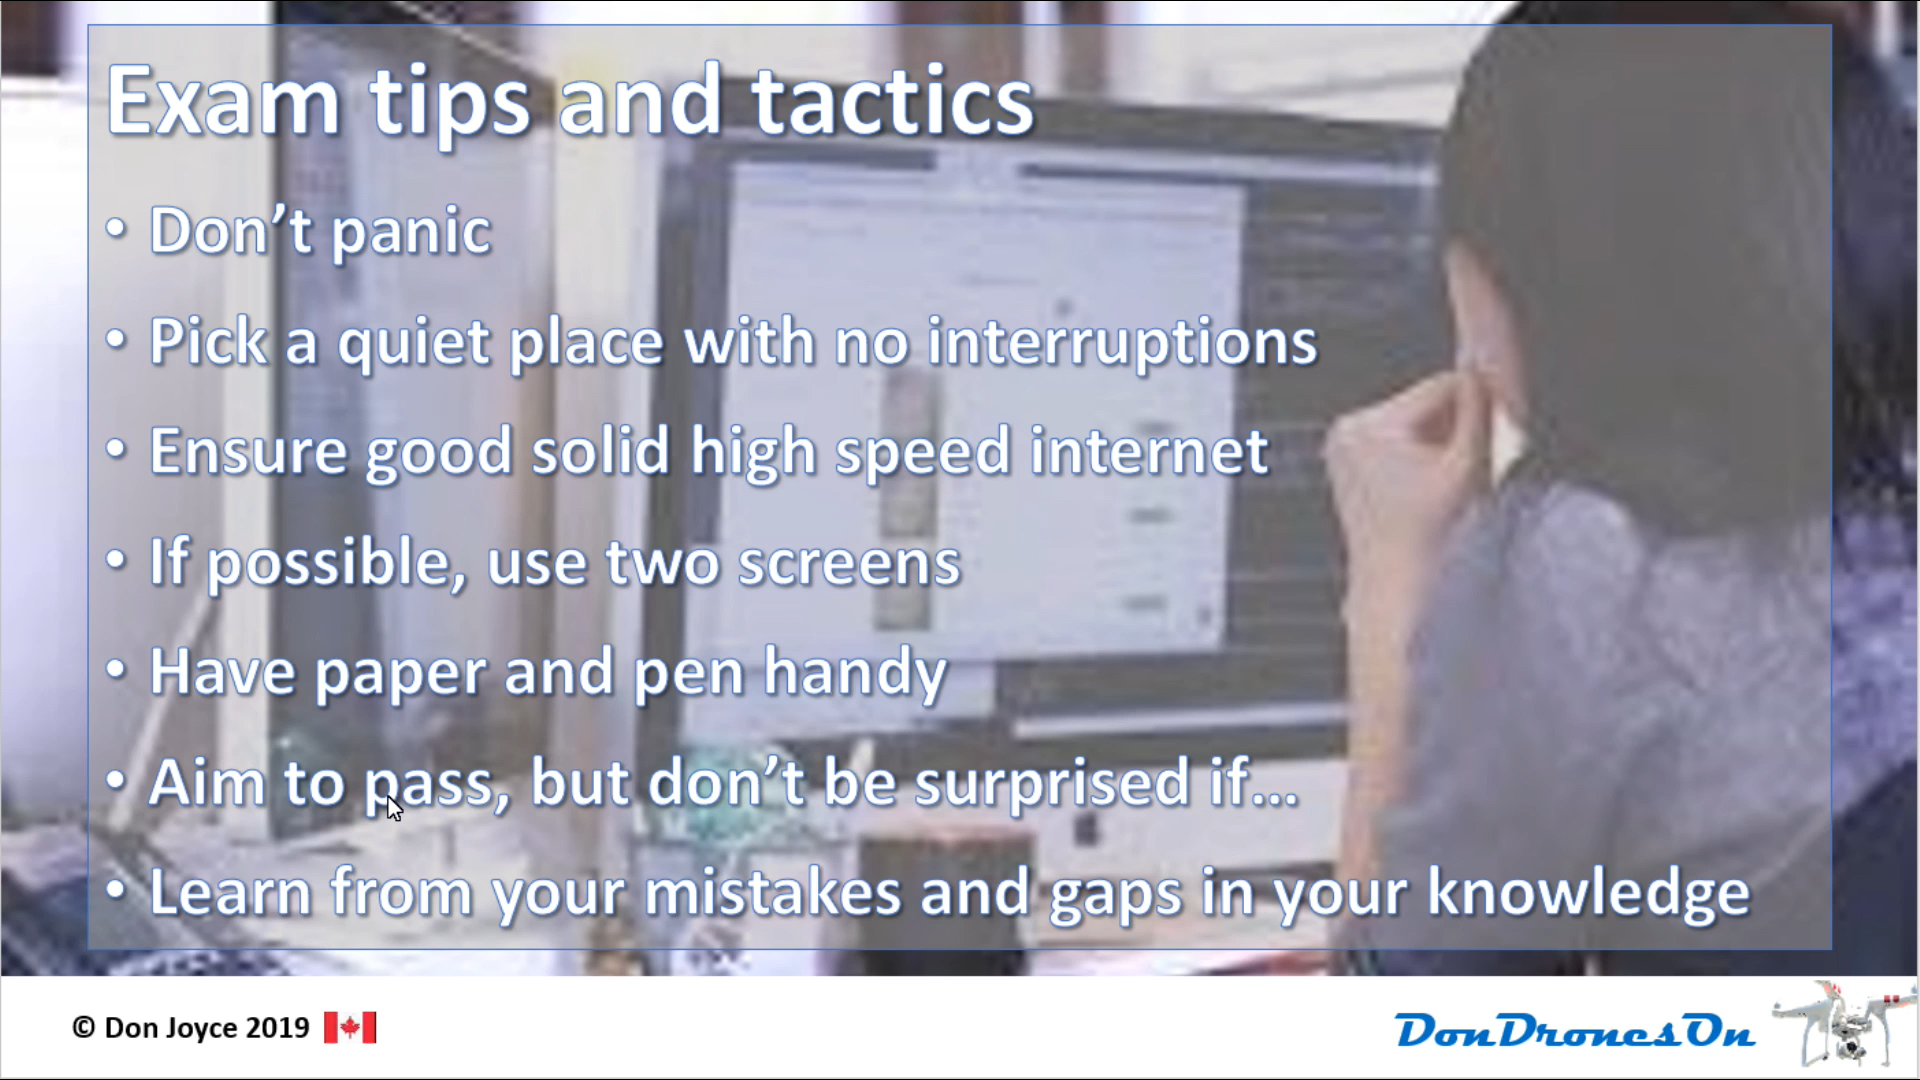 Exam tips and tactics
• Don’t panic
• Pick a quiet place with no interruptions
• Ensure good solid high speed internet
• If possible, use two screens
• Have paper and pen handy
• Aim to pass, but don’t be surprised if...
• Learn from your mistakes and gaps in your knowledge
© Don Joyce 2019
DonDronesOn